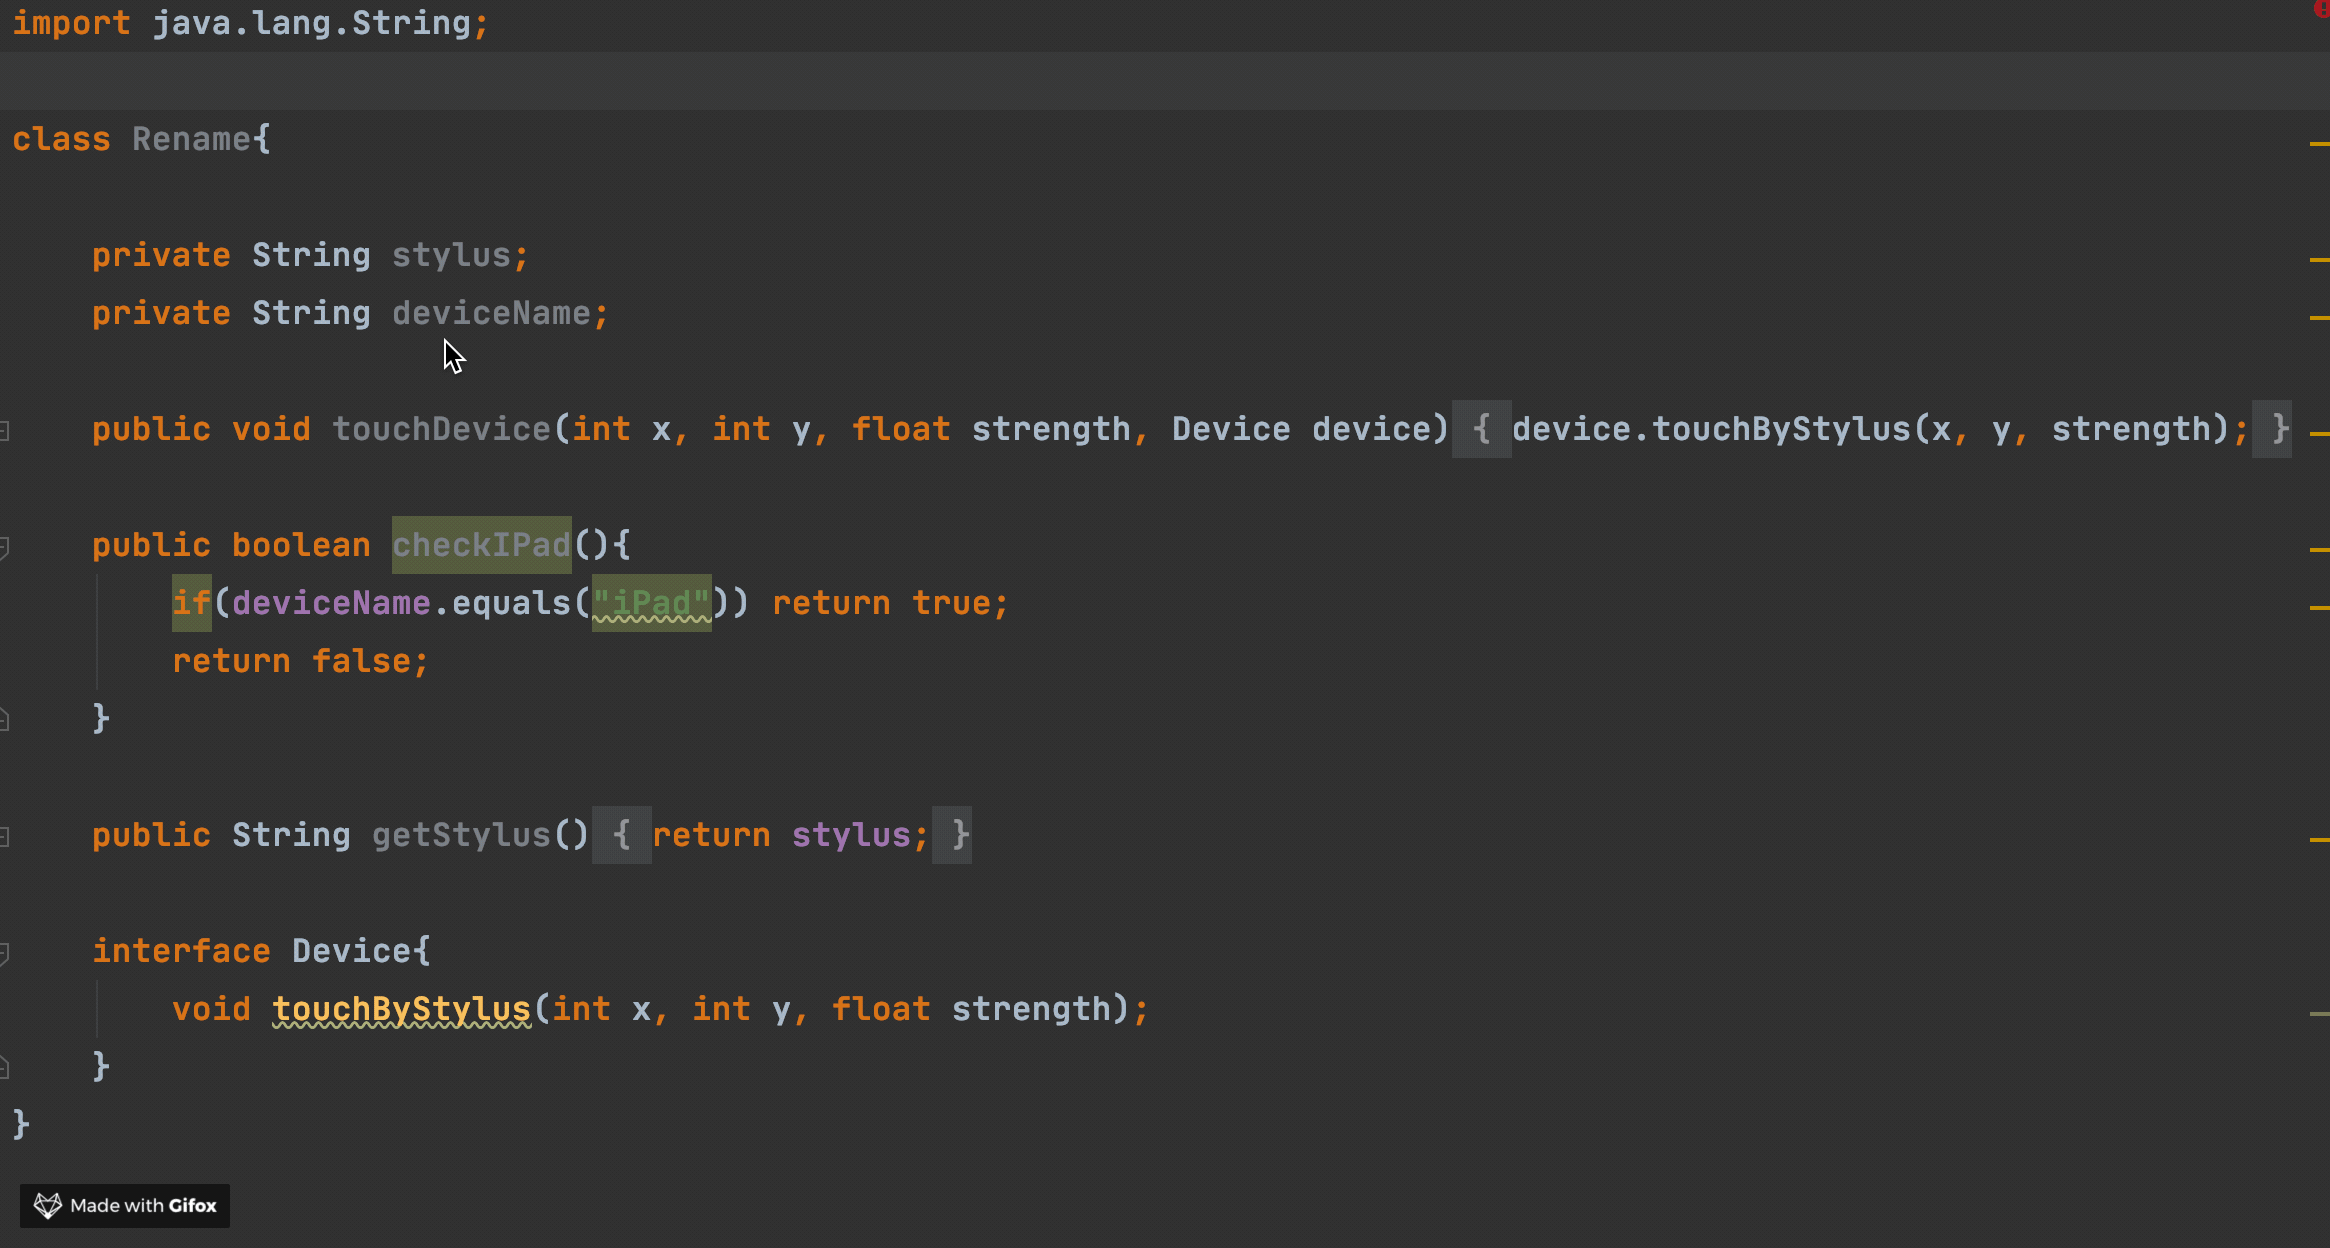 import java.lang.String;
class Rename{
private String stylus;
private String deviceName;
public void touchDevice(int x, int y, float strength, Device device) { device.touchByStylus(x, y, strength); }
public boolean checkIPad(){
if(deviceName.equals("iPad")) return true;
return false;
}
public String getStylus() { return stylus; }
interface Device{
void touchByStylus(int x, int y, float strength);
}
}
Made with Gifox